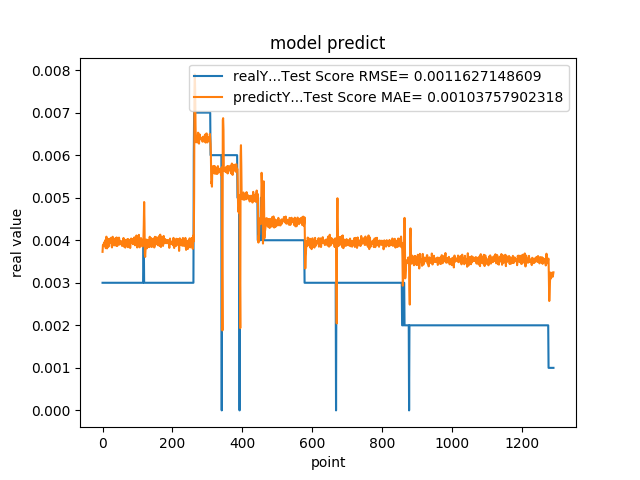 model predict
realY...Test Score RMSE= 0.0011627148609
predictY...Test Score MAE= 0.00103757902318
0.008
0.007
0.006
0.005
0.004
0.003
0.002
0.001
0.000
real value
0 200 400 600 800 1000 1200
point